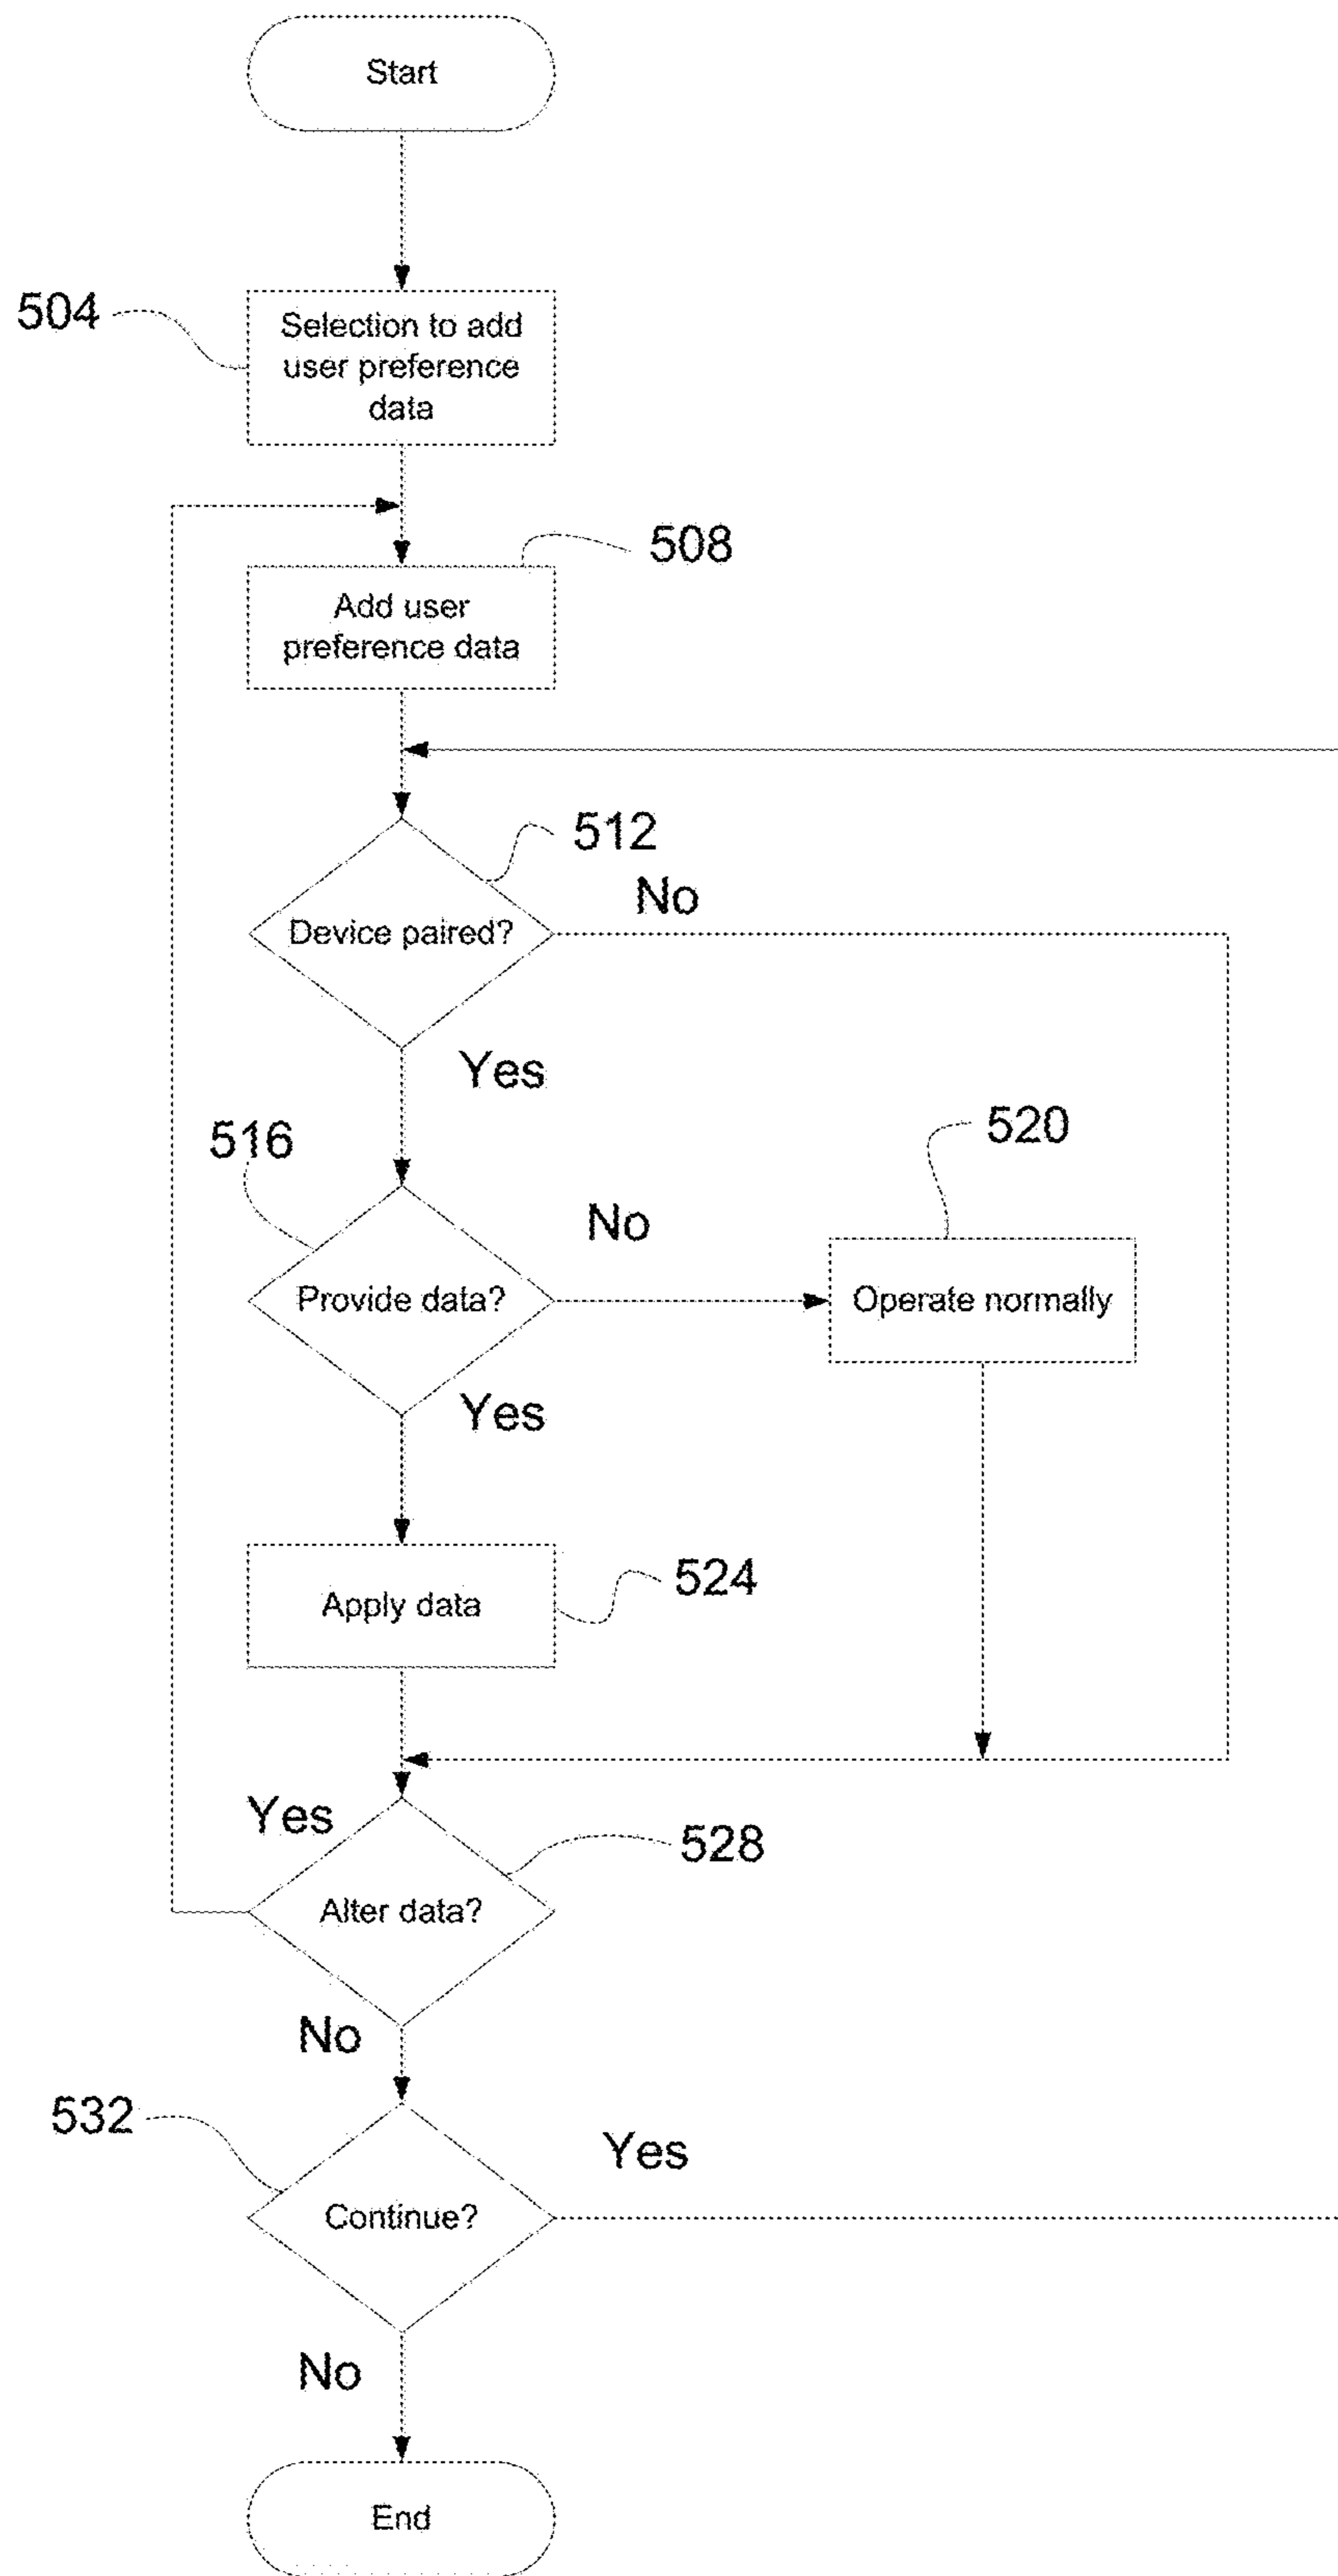 Start
504
Selection to add
user preference
data
508
Add user
preference data
512
No
Device paired?
Yes
516
520
No
Provide data?
Operate normally
Yes
524
Apply data
Yes
528
Alter data?
No
532
Yes
Continue?
No
End